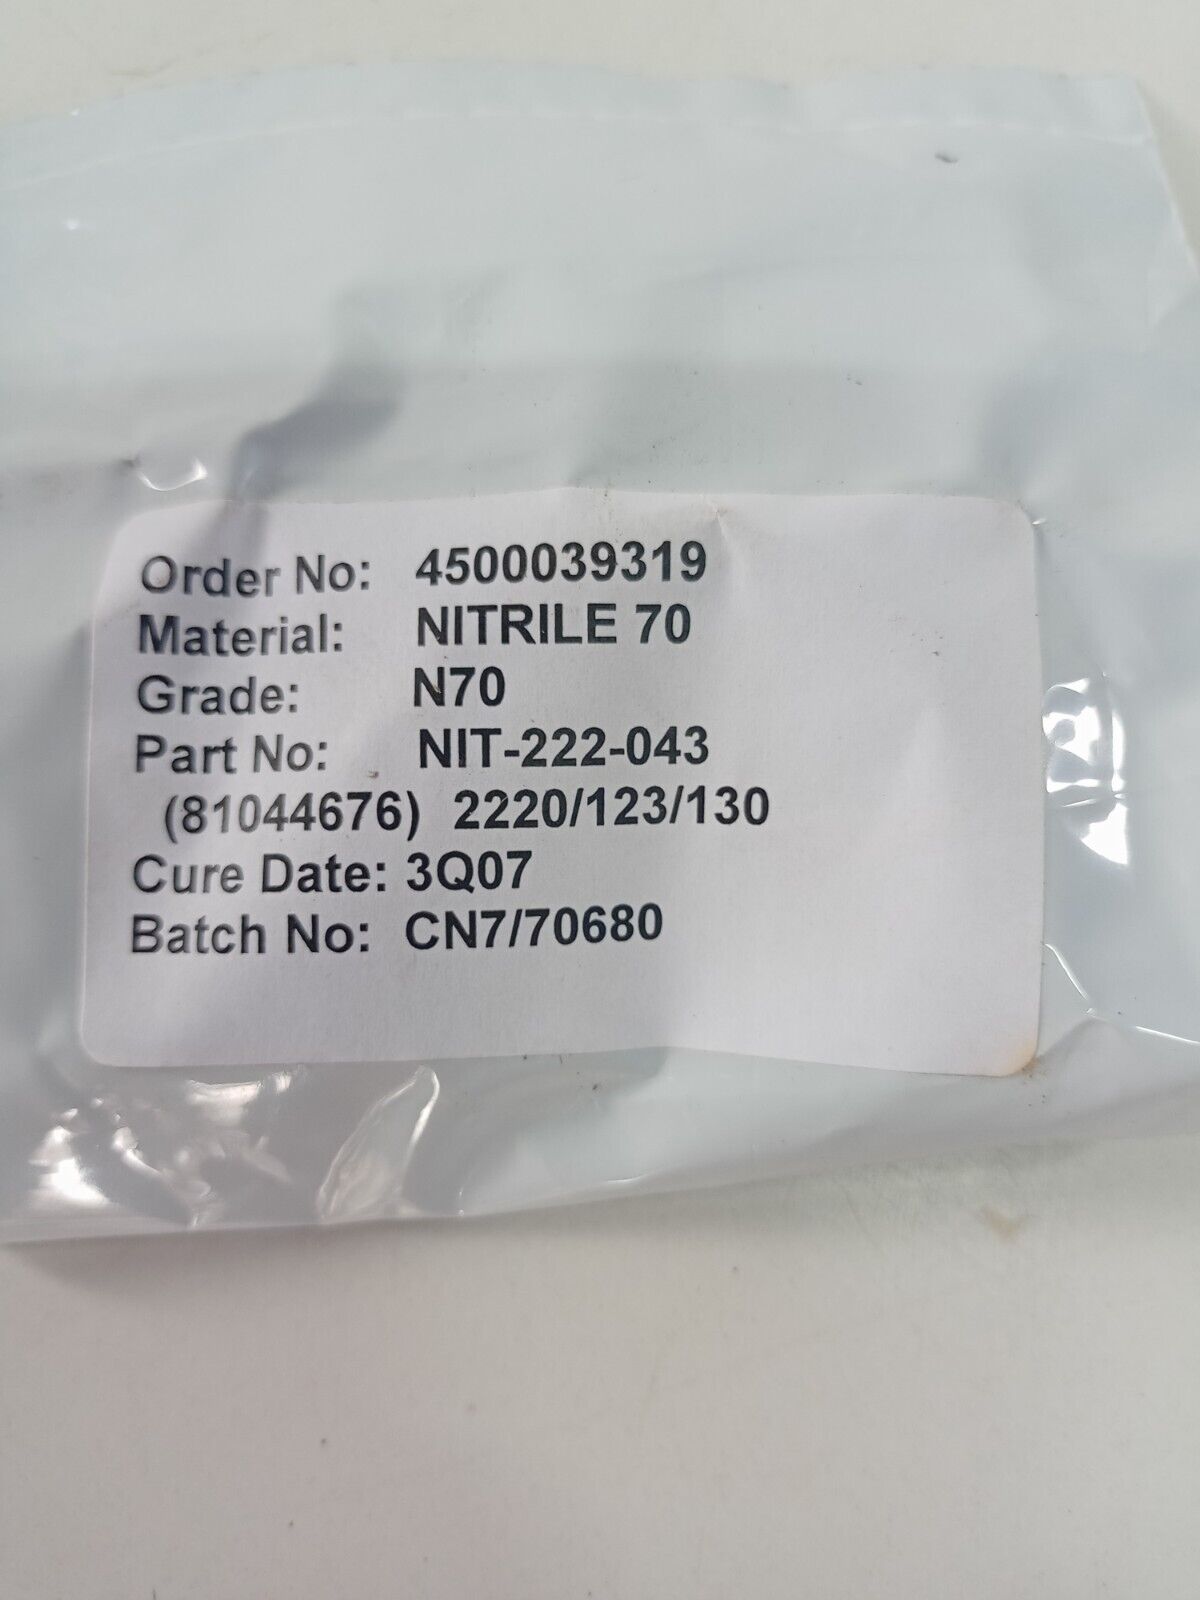 Order No: 4500039319
Material: NITRILE 70
Grade: N70
Part No: NIT-222-043
(81044676) 2220/123/130
Cure Date: 3Q07
Batch No: CN7/70680